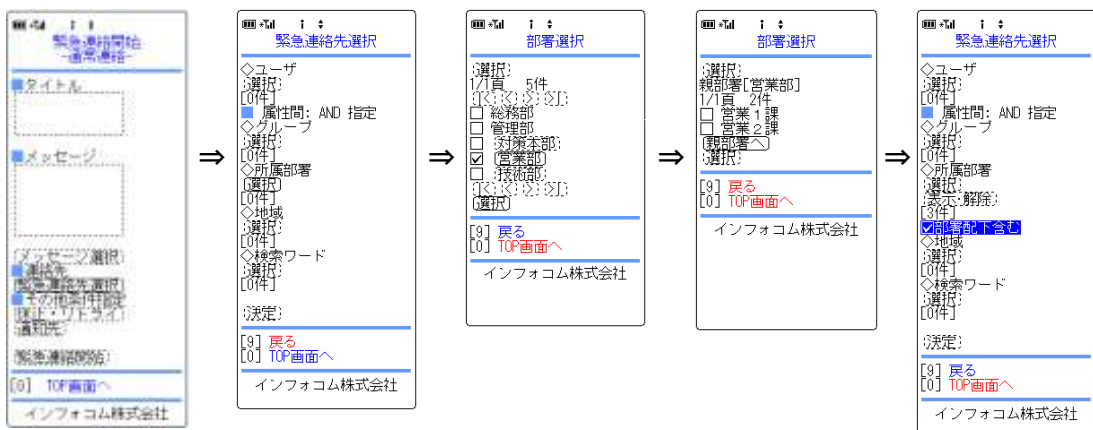 緊急連絡開始
-通常連絡-
■タイトル
■メッセージ
(メッセージ選択)
■連絡先
(緊急連絡先選択)
■その他条件指定
通知先
(緊急連絡開始)
[0] TOP画面へ
インフォコム株式会社
⇒
緊急連絡先選択
◇ユーザ
(選択)
[0件]
■ 属性間: AND 指定
◇グループ
(選択)
[0件]
◇所属部署
(選択)
[0件]
◇地域
(選択)
[0件]
◇検索ワード
(選択)
[0件]
(決定)
[9] 戻る
[0] TOP画面へ
インフォコム株式会社
⇒
部署選択
(選択)
1/1頁 5件
[|<][<][>][>|]
□ 総務部
□ 管理部
□ (対策本部)
☑ (営業部)
□ (技術部)
[|<][<][>][>|]
(選択)
[9] 戻る
[0] TOP画面へ
インフォコム株式会社
⇒
部署選択
(選択)
親部署[営業部]
1/1頁 2件
□ 営業1課
□ 営業2課
(親部署へ)
(選択)
[9] 戻る
[0] TOP画面へ
インフォコム株式会社
⇒
緊急連絡先選択
◇ユーザ
(選択)
[0件]
■ 属性間: AND 指定
◇グループ
(選択)
[0件]
◇所属部署
(選択)
(表示・解除)
[3件]
☑部署配下含む
◇地域
(選択)
[0件]
◇検索ワード
(選択)
[0件]
(決定)
[9] 戻る
[0] TOP画面へ
インフォコム株式会社